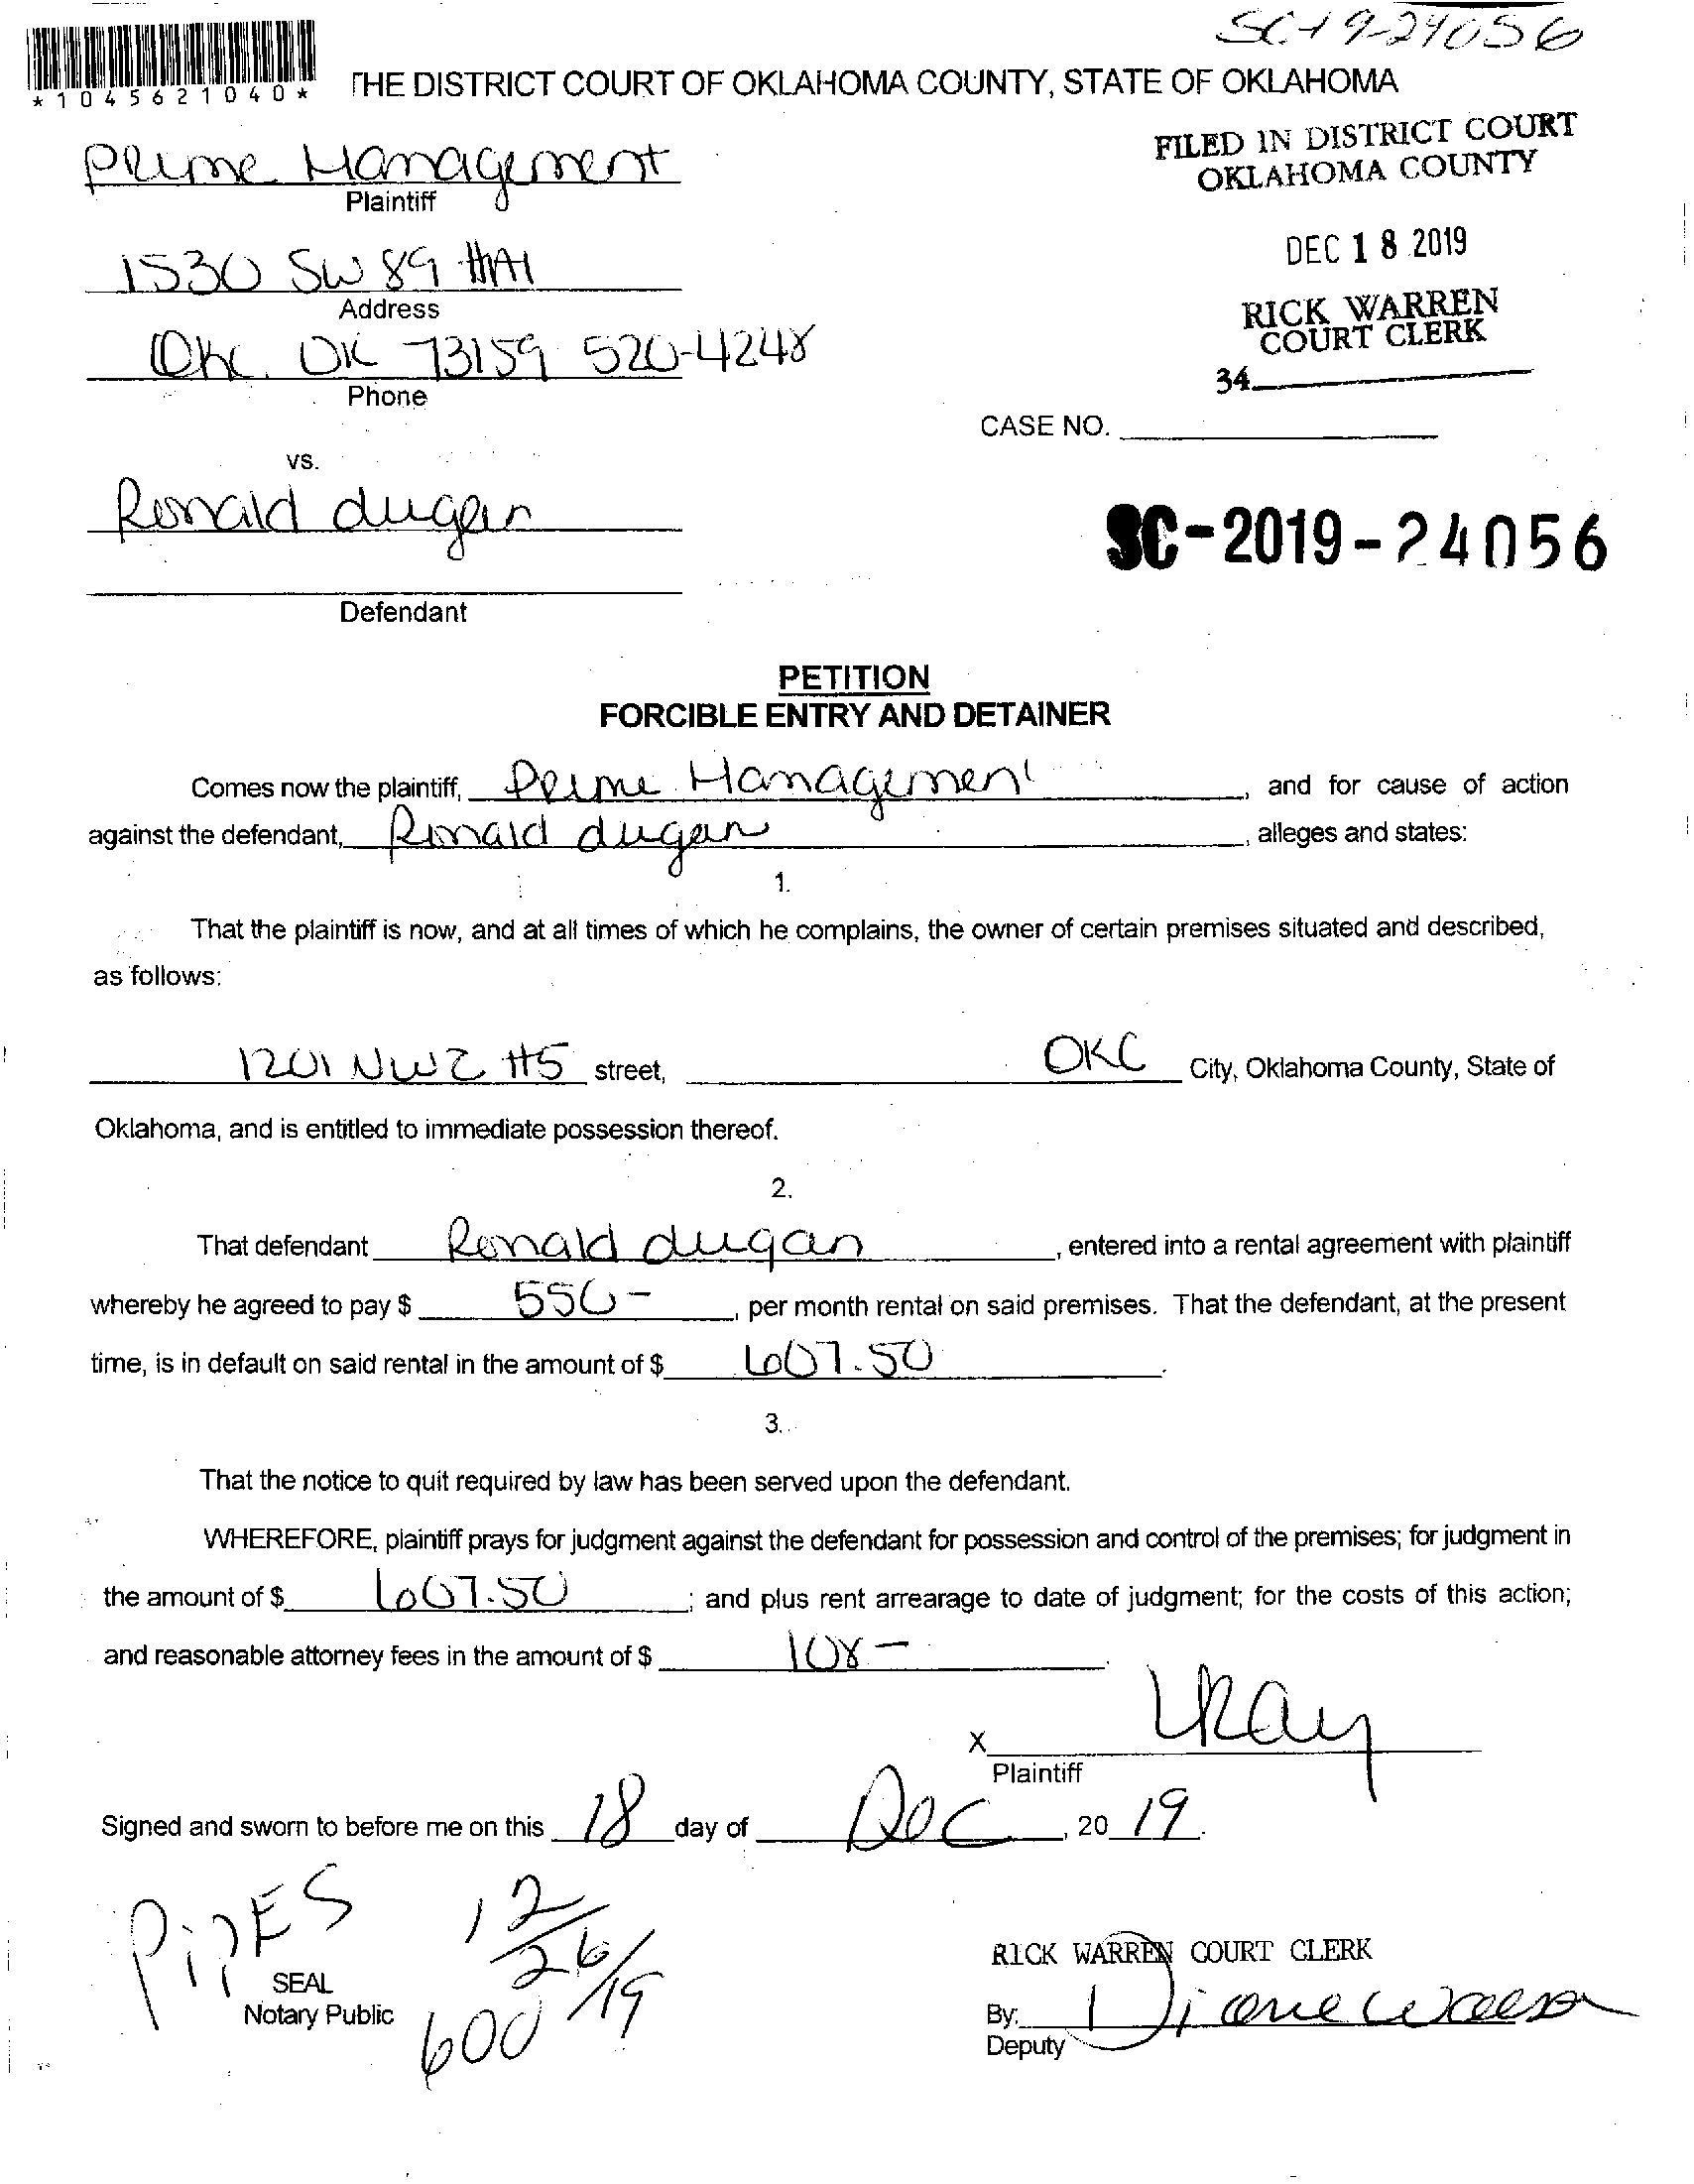 SC-19-24056
*1045621040*
THE DISTRICT COURT OF OKLAHOMA COUNTY, STATE OF OKLAHOMA
Prime Management
Plaintiff
FILED IN DISTRICT COURT
OKLAHOMA COUNTY
1530 SW 89 #A1
Address
DEC 18 2019
OKC. OK 73159 520-4248
Phone
RICK WARREN
COURT CLERK
34
CASE NO.
vs.
Ronald dugan
SC-2019-24056
Defendant
PETITION
FORCIBLE ENTRY AND DETAINER
Comes now the plaintiff, Prime Management, and for cause of action
against the defendant, Ronald dugan, alleges and states:
1.
That the plaintiff is now, and at all times of which he complains, the owner of certain premises situated and described,
as follows:
1201 NW 2 #5 street, OKC City, Oklahoma County, State of
Oklahoma, and is entitled to immediate possession thereof.
2.
That defendant Ronald dugan, entered into a rental agreement with plaintiff
whereby he agreed to pay $ 550-, per month rental on said premises. That the defendant, at the present
time, is in default on said rental in the amount of $ 607.50.
3.
That the notice to quit required by law has been served upon the defendant.
WHEREFORE, plaintiff prays for judgment against the defendant for possession and control of the premises; for judgment in
the amount of $ 607.50; and plus rent arrearage to date of judgment; for the costs of this action;
and reasonable attorney fees in the amount of $ 108-.
X LRay
Plaintiff
Signed and sworn to before me on this 18 day of Dec, 2019.
PiPES 12/26/19
SEAL
Notary Public
600
RICK WARREN COURT CLERK
By: Diane
Deputy